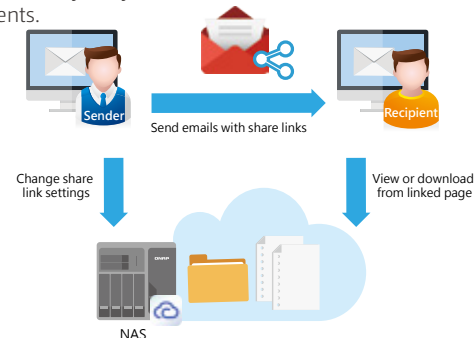 ents.
Sender
Recipient
Send emails with share links
Change share
link settings
View or download
from linked page
QNAP
NAS